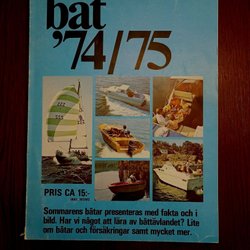 båt
'74/75
PRIS CA 15:-
Sommarens båtar presenteras med fakta och i
bild. Har vi något att lära av båttävlandet? Lite
om båtar och försäkringar samt mycket mer.